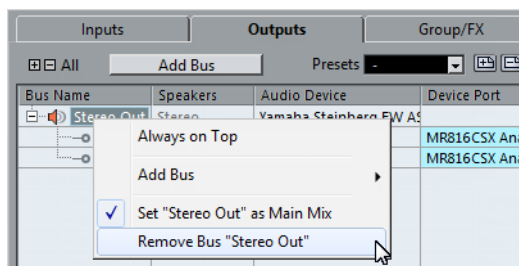 Inputs Outputs Group/FX
All Add Bus Presets -
Bus Name Speakers Audio Device Device Port
Stereo Out Stereo Yamaha Steinberg FW AS
Always on Top MR816CSX Ana
MR816CSX Ana
Add Bus
Set "Stereo Out" as Main Mix
Remove Bus "Stereo Out"